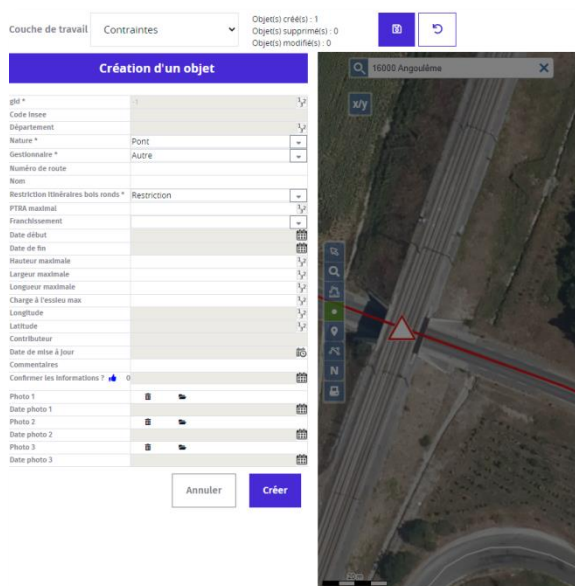 Couche de travail
Contraintes
Objet(s) créé(s) : 1
Objet(s) supprimé(s) : 0
Objet(s) modifié(s) : 0
Création d'un objet
gid * -1
Code Insee
Département
Nature * Pont
Gestionnaire * Autre
Numéro de route
Nom
Restriction itinéraires bois ronds * Restriction
PTRA maximal
Franchissement
Date début
Date de fin
Hauteur maximale
Largeur maximale
Longueur maximale
Charge à l'essieu max
Longitude
Latitude
Contributeur
Date de mise à jour
Commentaires
Confirmer les informations ? 0
Photo 1
Date photo 1
Photo 2
Date photo 2
Photo 3
Date photo 3
Annuler
Créer
16000 Angoulême
x/y
N
20m